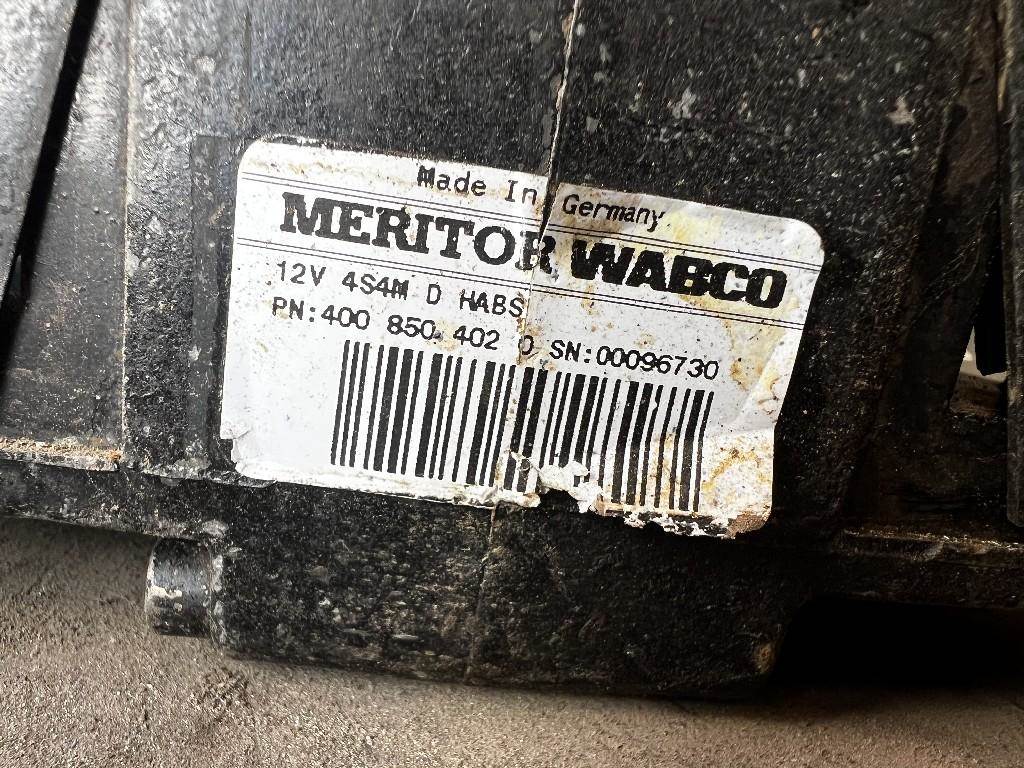 Made In Germany
MERITOR WABCO
12V 4S4M D HABS
PN:400 850 402 0 SN:00096730